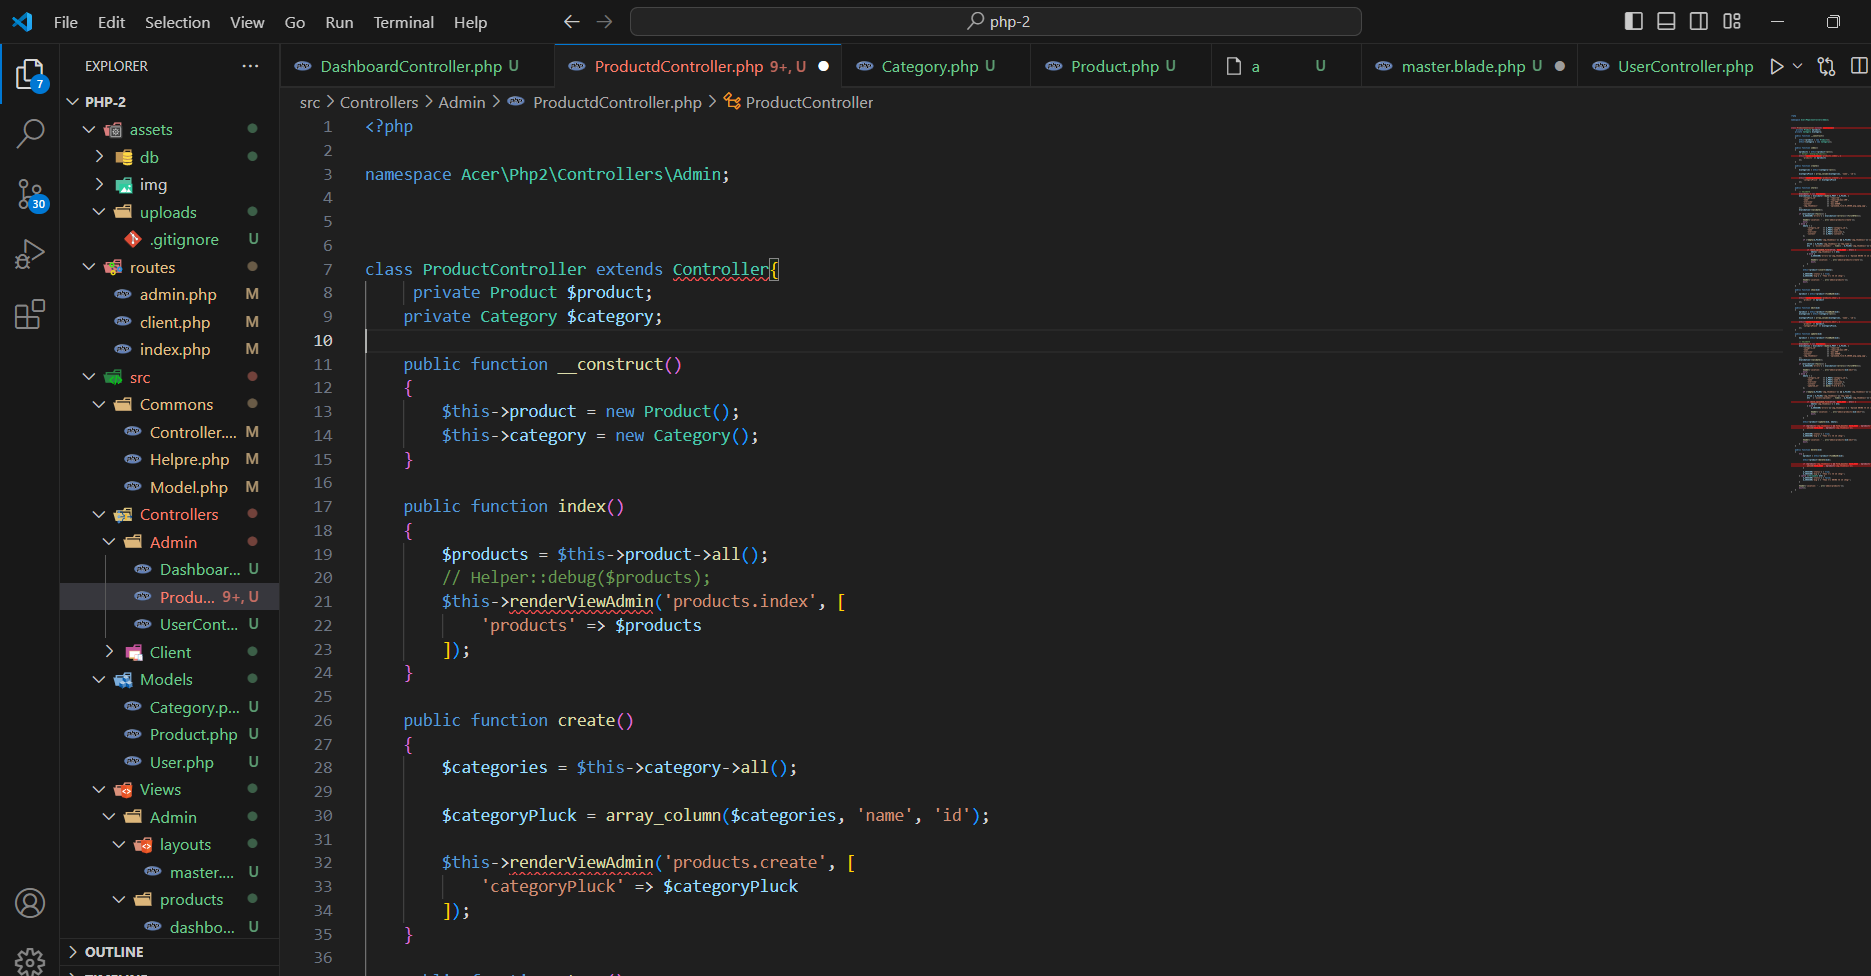 File Edit Selection View Go Run Terminal Help
php-2
EXPLORER
PHP-2
assets
db
img
uploads
.gitignore U
routes
admin.php M
client.php M
index.php M
src
Commons
Controller.... M
Helpre.php M
Model.php M
Controllers
Admin
Dashboar... U
Produ... 9+, U
UserCont... U
Client
Models
Category.p... U
Product.php U
User.php U
Views
Admin
layouts
master.... U
products
dashbo... U
OUTLINE
TIMELINE
7
30
DashboardController.php U
ProductdController.php 9+, U
Category.php U
Product.php U
a U
master.blade.php U
UserController.php
src > Controllers > Admin > ProductdController.php > ProductController
1 <?php
2
3 namespace Acer\Php2\Controllers\Admin;
4
5
6
7 class ProductController extends Controller{
8 private Product $product;
9 private Category $category;
10
11 public function __construct()
12 {
13 $this->product = new Product();
14 $this->category = new Category();
15 }
16
17 public function index()
18 {
19 $products = $this->product->all();
20 // Helper::debug($products);
21 $this->renderViewAdmin('products.index', [
22 'products' => $products
23 ]);
24 }
25
26 public function create()
27 {
28 $categories = $this->category->all();
29
30 $categoryPluck = array_column($categories, 'name', 'id');
31
32 $this->renderViewAdmin('products.create', [
33 'categoryPluck' => $categoryPluck
34 ]);
35 }
36